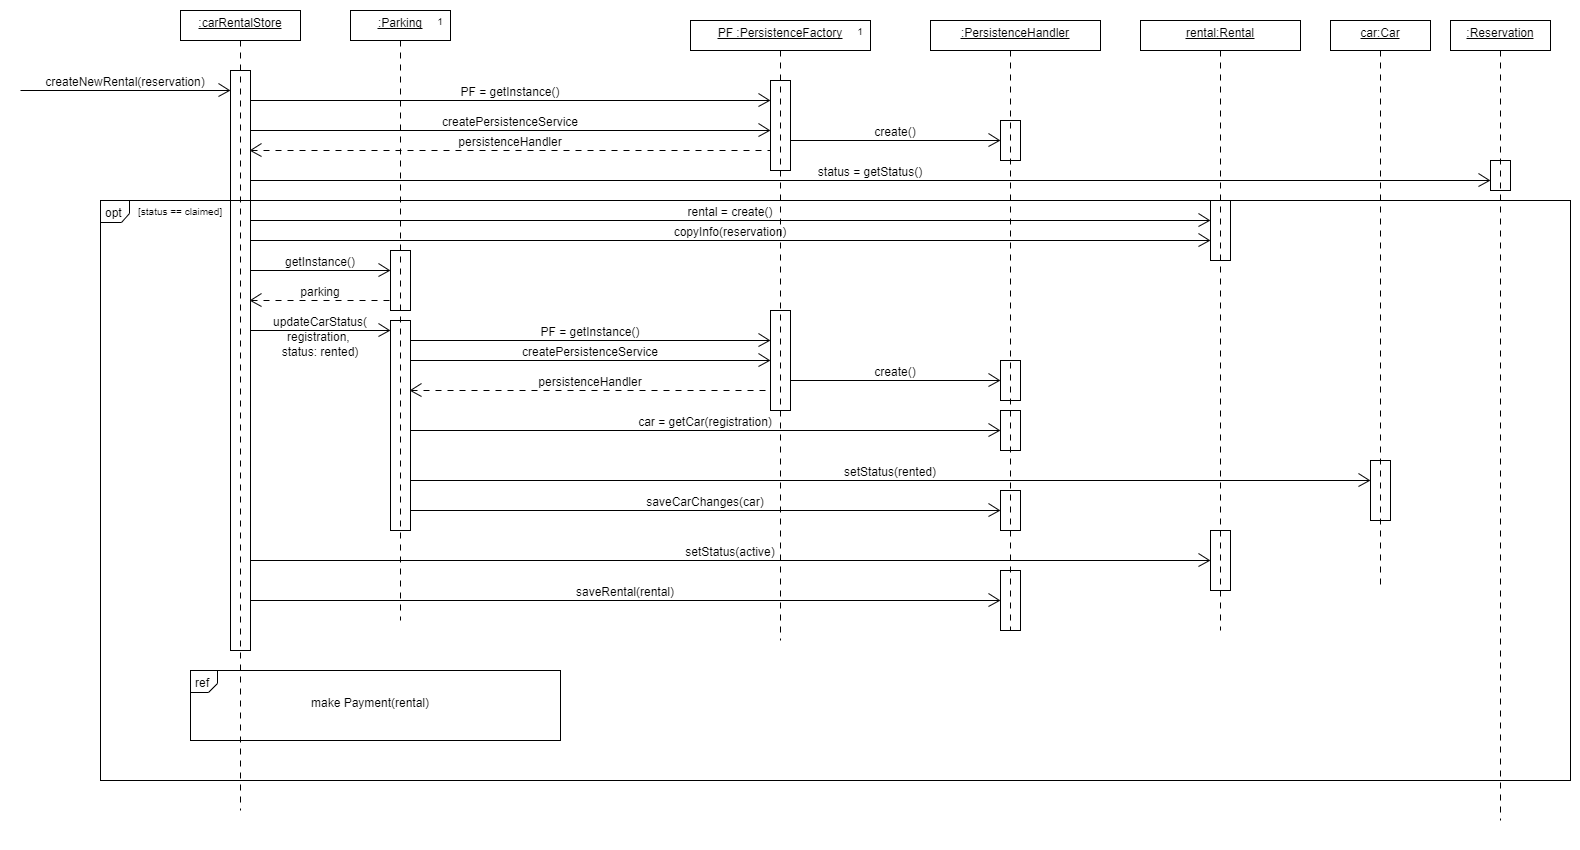 :carRentalStore
:Parking 1
PF :PersistenceFactory 1
:PersistenceHandler
rental:Rental
car:Car
:Reservation
createNewRental(reservation)
PF = getInstance()
createPersistenceService
create()
persistenceHandler
status = getStatus()
opt [status == claimed]
rental = create()
copyInfo(reservation)
getInstance()
parking
updateCarStatus(
registration,
status: rented)
PF = getInstance()
createPersistenceService
create()
persistenceHandler
car = getCar(registration)
setStatus(rented)
saveCarChanges(car)
setStatus(active)
saveRental(rental)
ref
make Payment(rental)